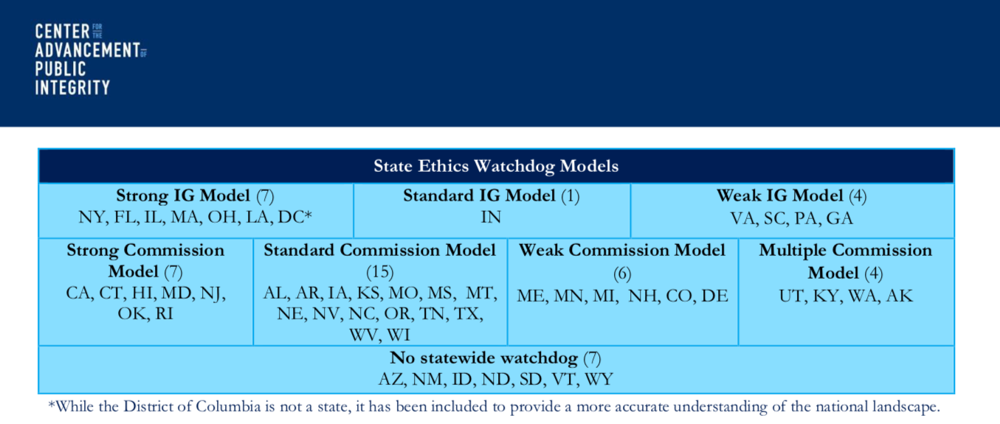 CENTER FOR THE
ADVANCEMENT OF
PUBLIC
INTEGRITY
State Ethics Watchdog Models
Strong IG Model (7)
NY, FL, IL, MA, OH, LA, DC*
Standard IG Model (1)
IN
Weak IG Model (4)
VA, SC, PA, GA
Strong Commission
Model (7)
CA, CT, HI, MD, NJ,
OK, RI
Standard Commission Model
(15)
AL, AR, IA, KS, MO, MS, MT,
NE, NV, NC, OR, TN, TX,
WV, WI
Weak Commission Model
(6)
ME, MN, MI, NH, CO, DE
Multiple Commission
Model (4)
UT, KY, WA, AK
No statewide watchdog (7)
AZ, NM, ID, ND, SD, VT, WY
*While the District of Columbia is not a state, it has been included to provide a more accurate understanding of the national landscape.